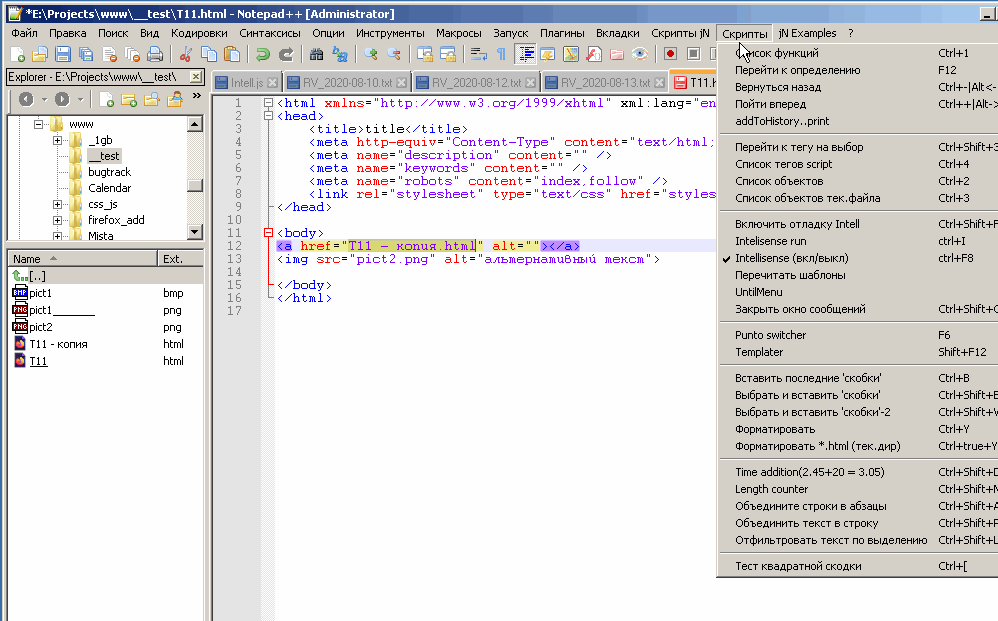 *E:\Projects\www\__test\T11.html - Notepad++ [Administrator]
Файл Правка Поиск Вид Кодировки Синтаксисы Опции Инструменты Макросы Запуск Плагины Вкладки Скрипты jN Скрипты jN Examples ?
Explorer - E:\Projects\www\__test\
www
_1gb
__test
bugtrack
Calendar
css_js
firefox_add
Mista
Name Ext.
[..]
pict1 bmp
pict1_______ png
pict2 png
T11 - копия html
T11 html
Intell.js RV_2020-08-10.txt RV_2020-08-12.txt RV_2020-08-13.txt T11.h
1 <html xmlns="http://www.w3.org/1999/xhtml" xml:lang="en
2 <head>
3 <title>title</title>
4 <meta http-equiv="Content-Type" content="text/html;
5 <meta name="description" content="" />
6 <meta name="keywords" content="" />
7 <meta name="robots" content="index,follow" />
8 <link rel="stylesheet" type="text/css" href="styles
9 </head>
10
11 <body>
12 <a href="T11 - копия.html" alt=""></a>
13 <img src="pict2.png" alt="альтернативный текст">
14
15 </body>
16 </html>
17
Список функций Ctrl+1
Перейти к определению F12
Вернуться назад Ctrl+-|Alt+<-
Пойти вперед Ctrl++|Alt->
addToHistory..print
Перейти к тегу на выбор Ctrl+Shift+3
Список тегов script Ctrl+4
Список объектов Ctrl+2
Список объектов тек.файла Ctrl+3
Включить отладку Intell Ctrl+Shift+F
Intelisense run ctrl+I
Intellisense (вкл/выкл) ctrl+F8
Перечитать шаблоны
UntilMenu
Закрыть окно сообщений Ctrl+Shift+C
Punto switcher F6
Templater Shift+F12
Вставить последние 'скобки' Ctrl+B
Выбрать и вставить 'скобки' Ctrl+Shift+B
Выбрать и вставить 'скобки'-2 Ctrl+Shift+V
Форматировать Ctrl+Y
Форматировать *.html (тек.дир) Ctrl+true+Y
Time addition(2.45+20 = 3.05) Ctrl+Shift+D
Length counter Ctrl+Shift+M
Объедините строки в абзацы Ctrl+Shift+A
Объединить текст в строку Ctrl+Shift+F
Отфильтровать текст по выделению Ctrl+Shift+L
Тест квадратной скодки Ctrl+[